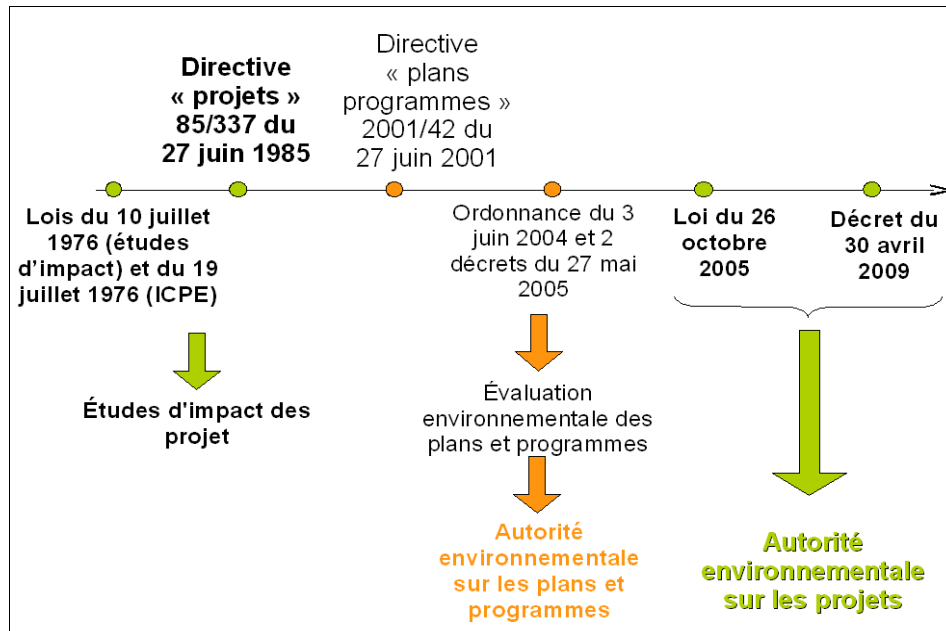 Directive
« projets »
85/337 du
27 juin 1985
Directive
« plans
programmes »
2001/42 du
27 juin 2001
Lois du 10 juillet
1976 (études
d'impact) et du 19
juillet 1976 (ICPE)
Ordonnance du 3
juin 2004 et 2
décrets du 27 mai
2005
Loi du 26
octobre
2005
Décret du
30 avril
2009
Études d'impact des
projet
Évaluation
environnementale des
plans et programmes
Autorité
environnementale
sur les plans et
programmes
Autorité
environnementale
sur les projets